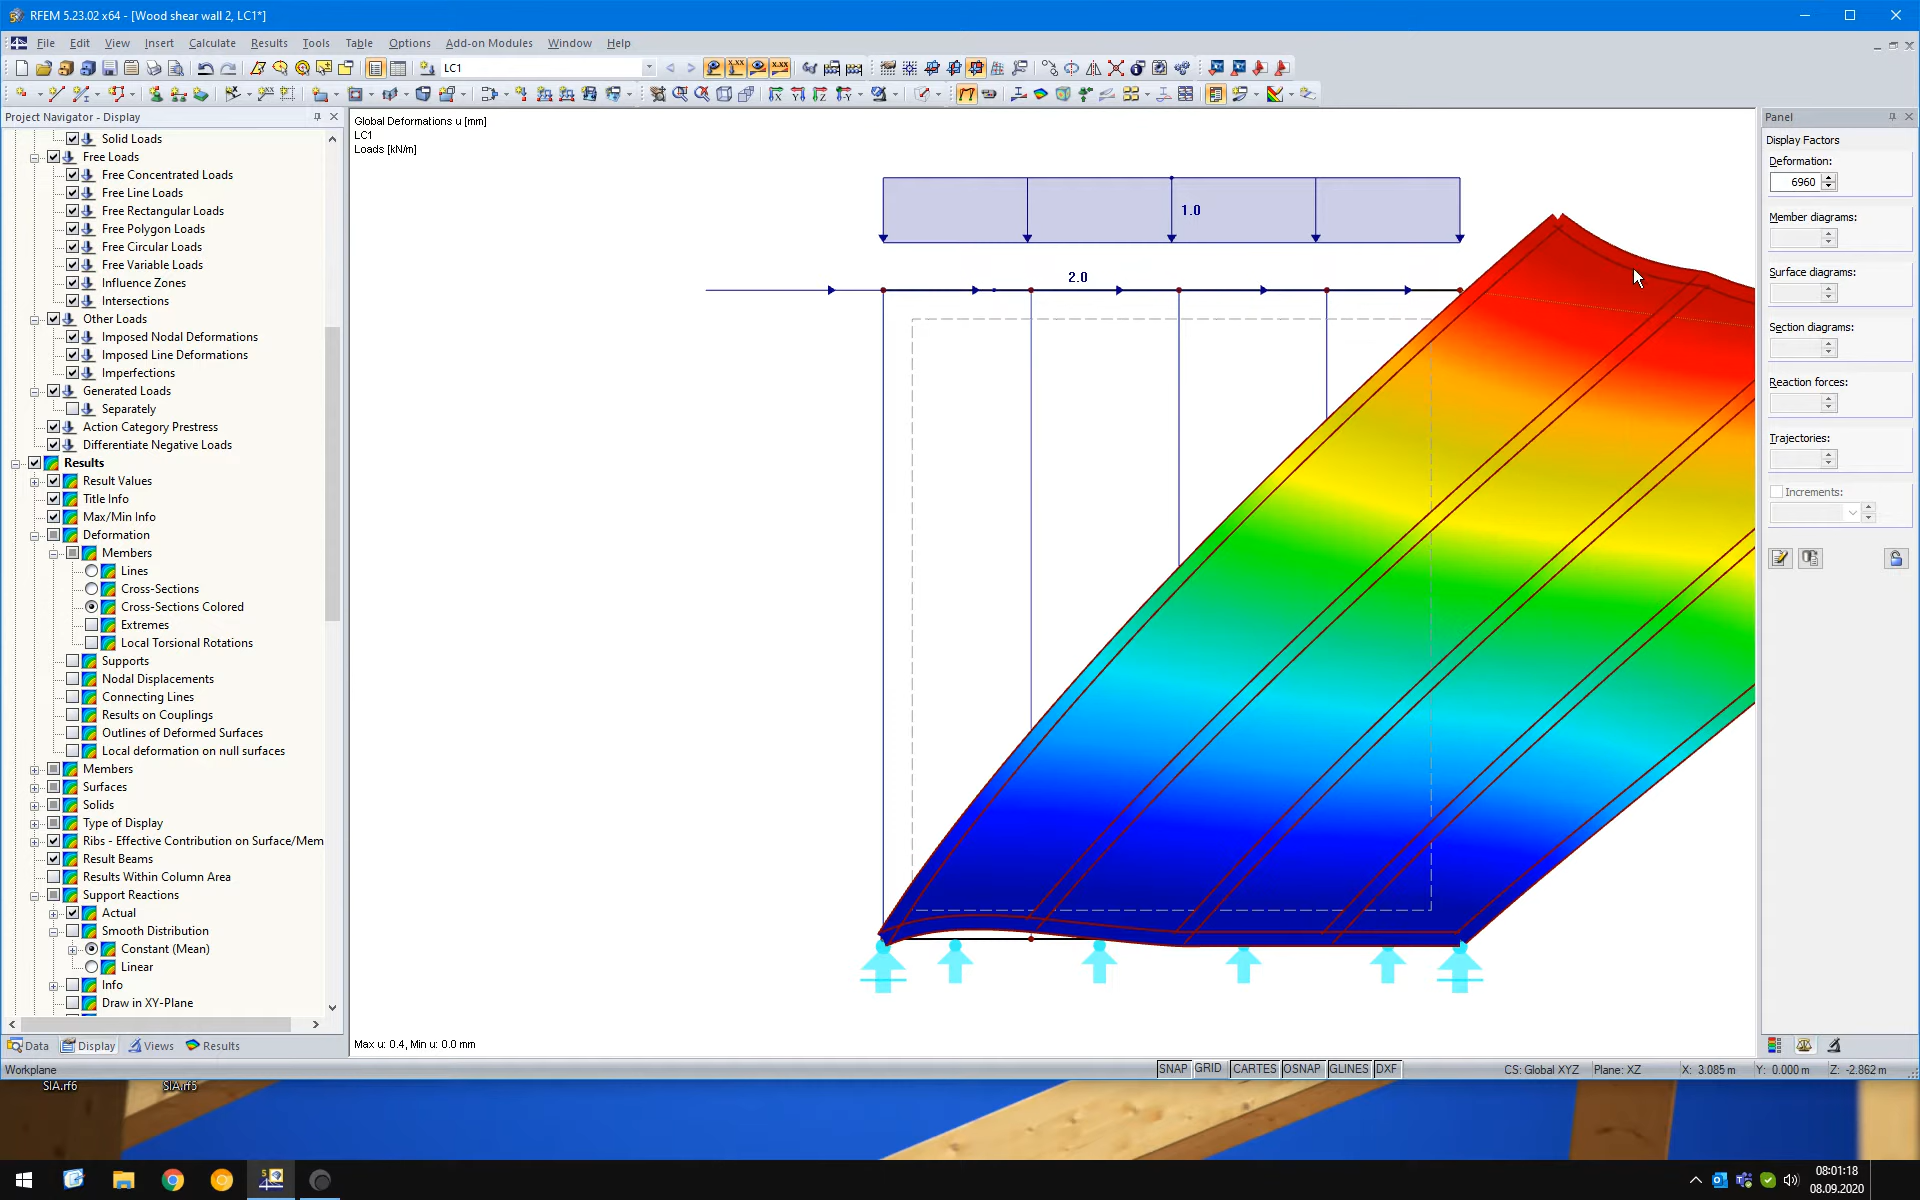 RFEM 5.23.02 x64 - [Wood shear wall 2, LC1*]
File Edit View Insert Calculate Results Tools Table Options Add-on Modules Window Help
LC1
Project Navigator - Display
Solid Loads
Free Loads
Free Concentrated Loads
Free Line Loads
Free Rectangular Loads
Free Polygon Loads
Free Circular Loads
Free Variable Loads
Influence Zones
Intersections
Other Loads
Imposed Nodal Deformations
Imposed Line Deformations
Imperfections
Generated Loads
Separately
Action Category Prestress
Differentiate Negative Loads
Results
Result Values
Title Info
Max/Min Info
Deformation
Members
Lines
Cross-Sections
Cross-Sections Colored
Extremes
Local Torsional Rotations
Supports
Nodal Displacements
Connecting Lines
Results on Couplings
Outlines of Deformed Surfaces
Local deformation on null surfaces
Members
Surfaces
Solids
Type of Display
Ribs - Effective Contribution on Surface/Mem
Result Beams
Results Within Column Area
Support Reactions
Actual
Smooth Distribution
Constant (Mean)
Linear
Info
Draw in XY-Plane
Data Display Views Results
Global Deformations u [mm]
LC1
Loads [kN/m]
1.0
2.0
Max u: 0.4, Min u: 0.0 mm
Panel
Display Factors
Deformation:
6960
Member diagrams:
Surface diagrams:
Section diagrams:
Reaction forces:
Trajectories:
Increments:
Workplane
SNAP GRID CARTES OSNAP GLINES DXF CS: Global XYZ Plane: XZ X: 3.085 m Y: 0.000 m Z: -2.862 m
SIA.rf6 SIA.rf5
08:01:18
08.09.2020